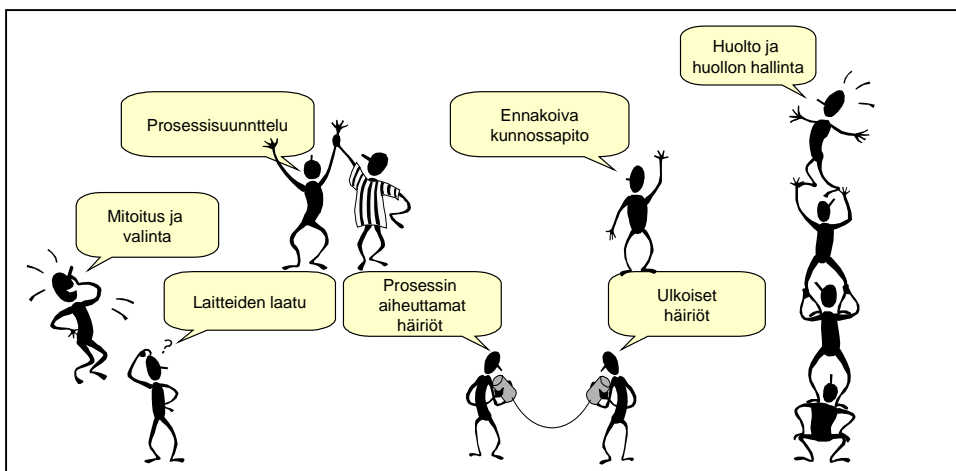 Huolto ja
huollon hallinta
Prosessisuunnttelu
Ennakoiva
kunnossapito
Mitoitus ja
valinta
Laitteiden laatu
Prosessin
aiheuttamat
häiriöt
Ulkoiset
häiriöt
?